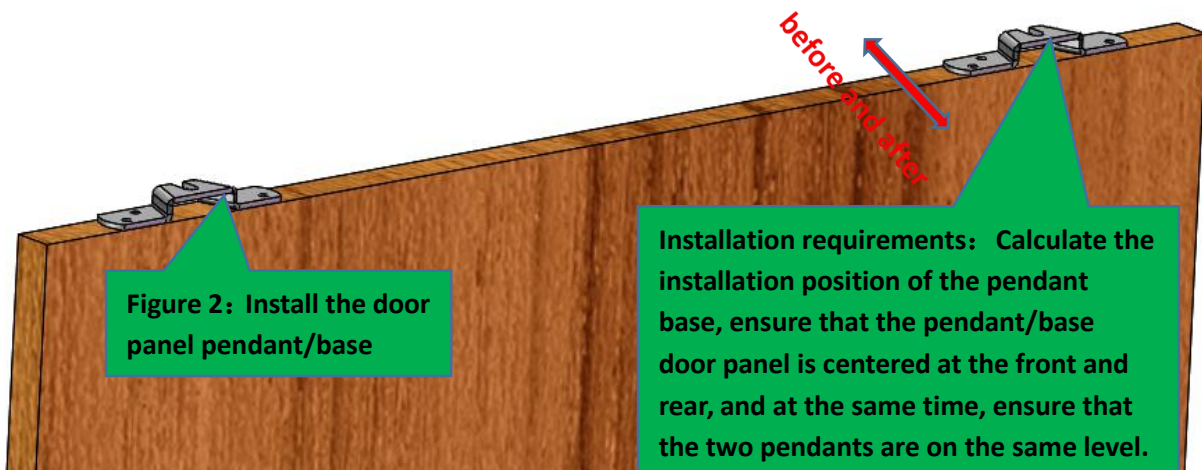 before and after
Figure 2：Install the door
panel pendant/base
Installation requirements： Calculate the
installation position of the pendant
base, ensure that the pendant/base
door panel is centered at the front and
rear, and at the same time, ensure that
the two pendants are on the same level.